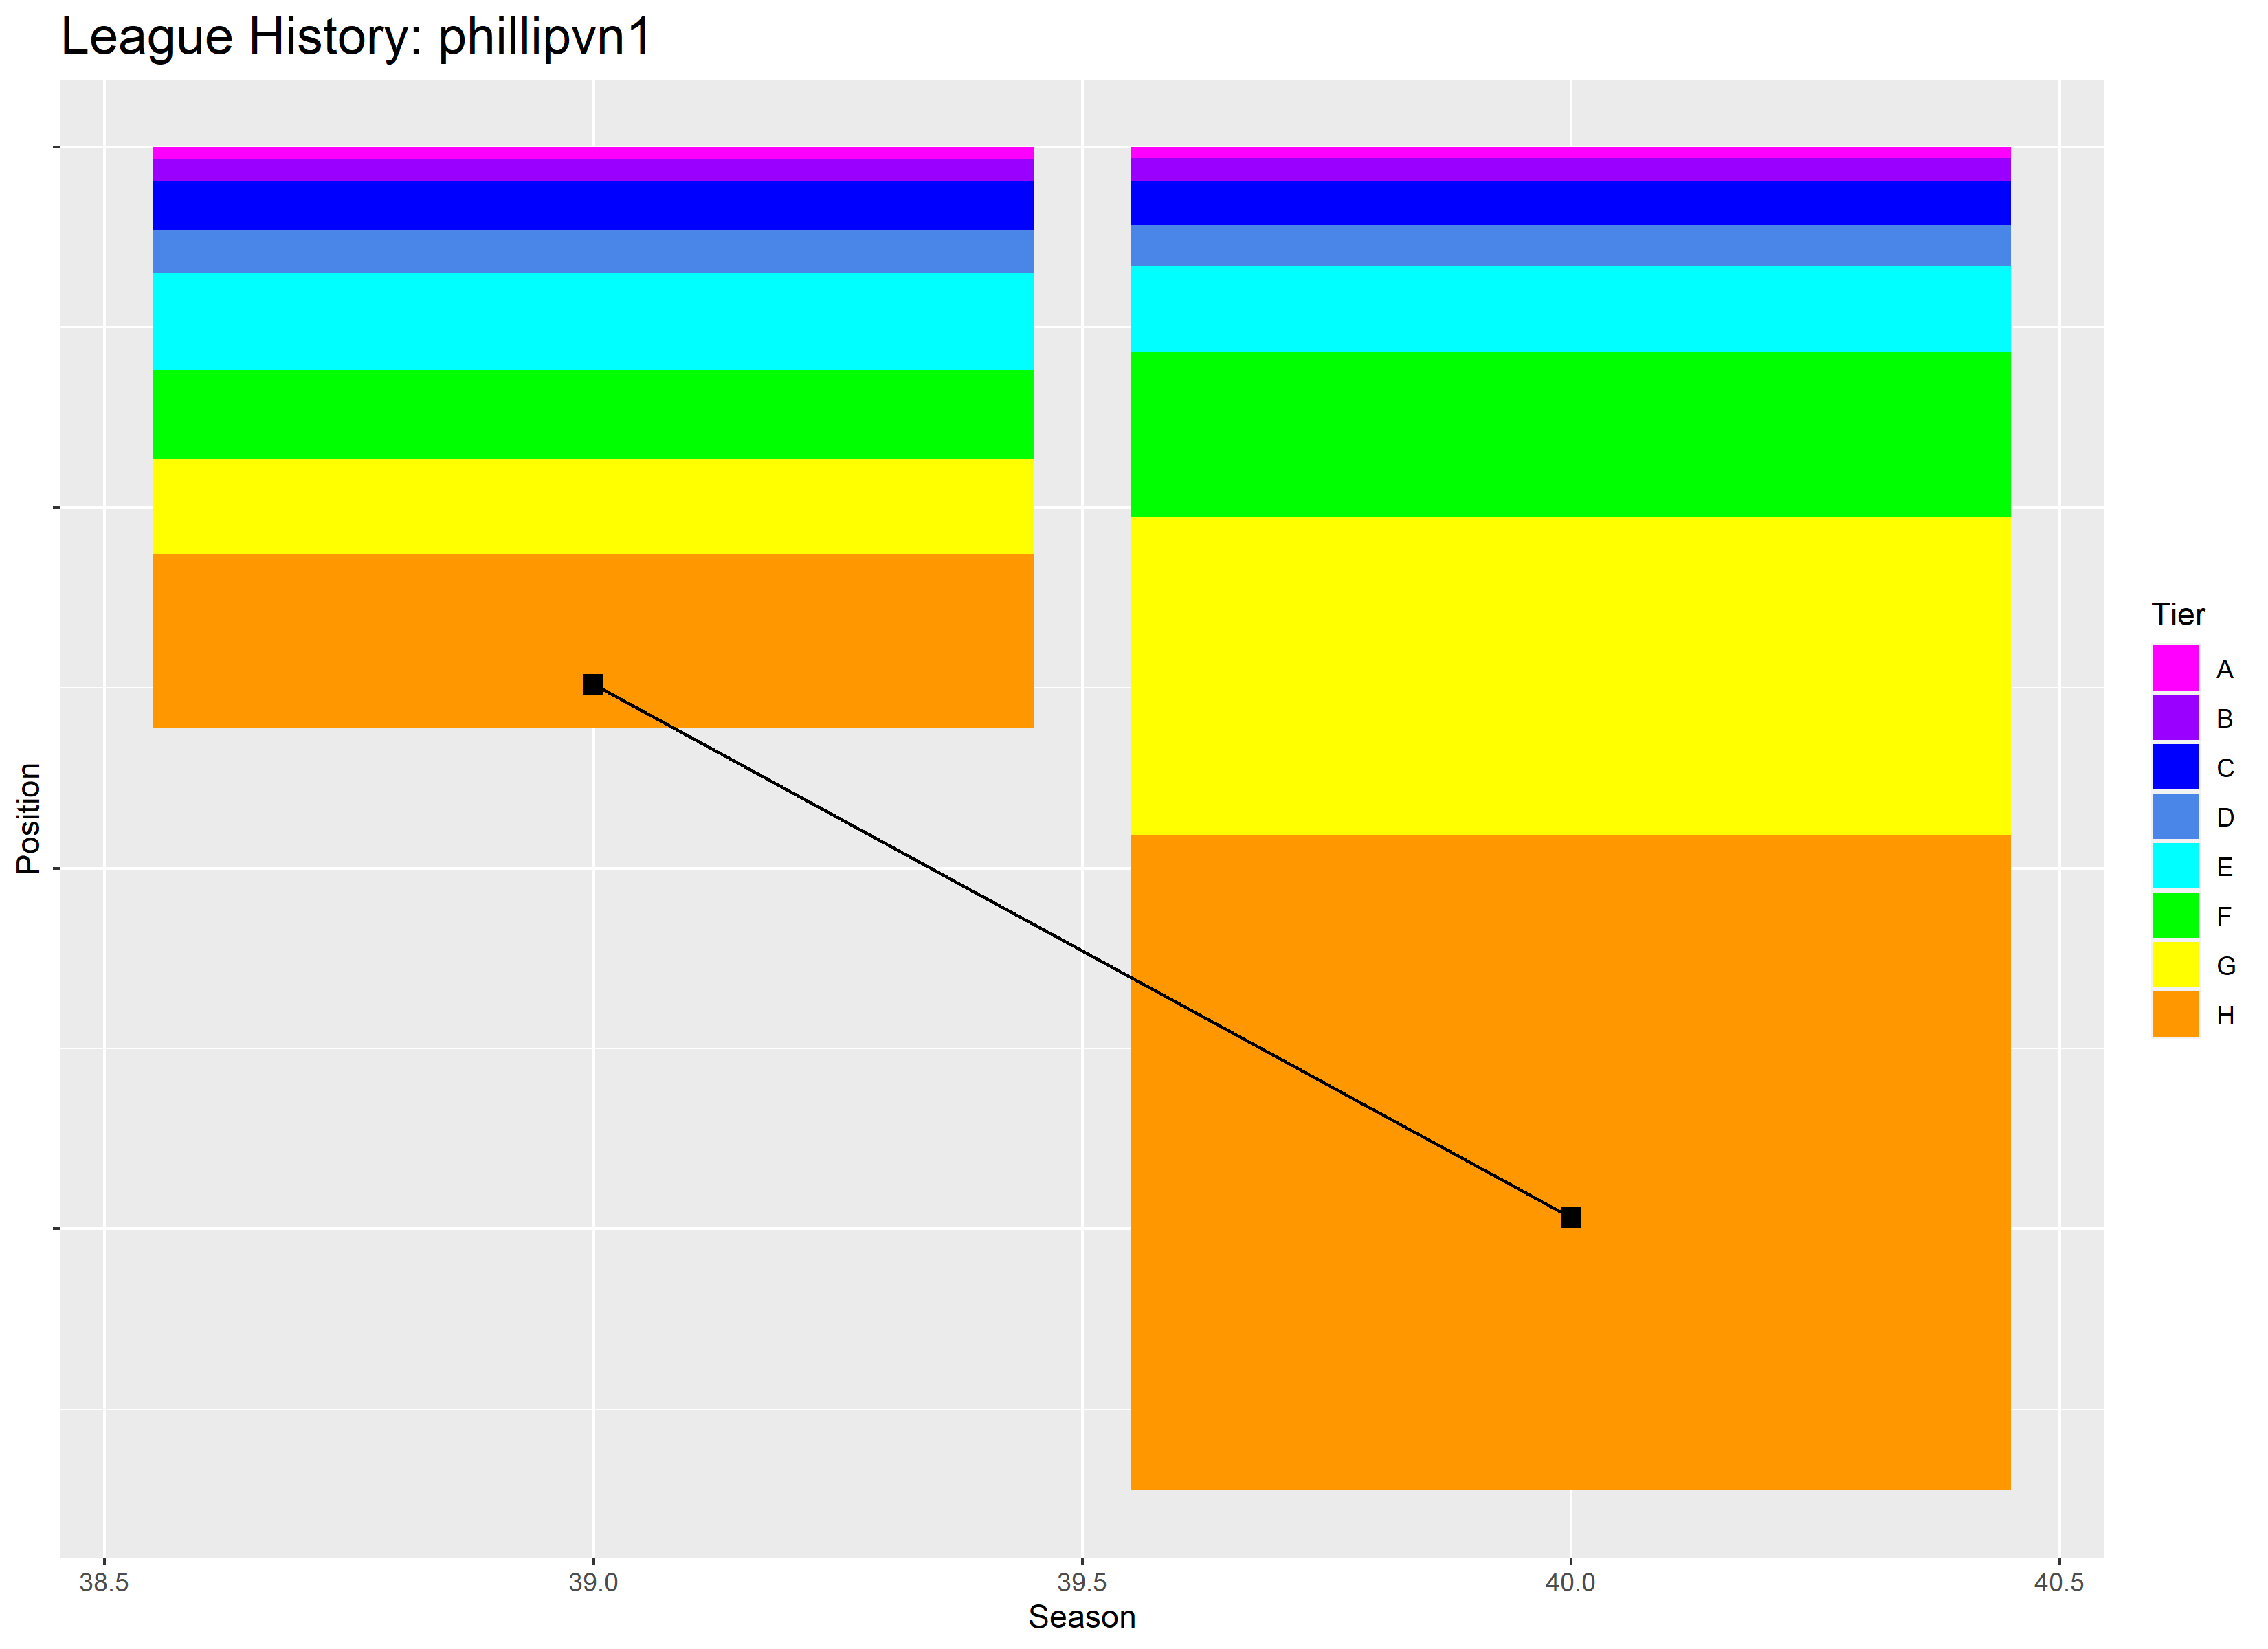 League History: phillipvn1
Position
Tier
A
B
C
D
E
F
G
H
38.5
39.0
39.5
40.0
40.5
Season